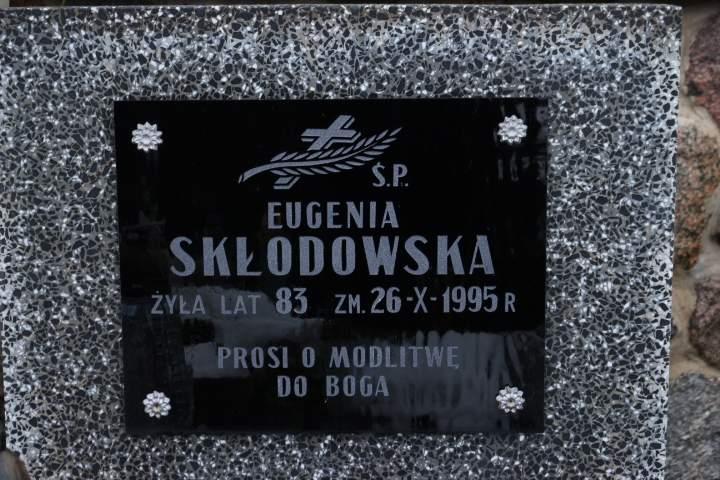 Ś.P.
EUGENIA
SKŁODOWSKA
ŻYŁA LAT 83 ZM. 26-X-1995 R
PROSI O MODLITWĘ
DO BOGA